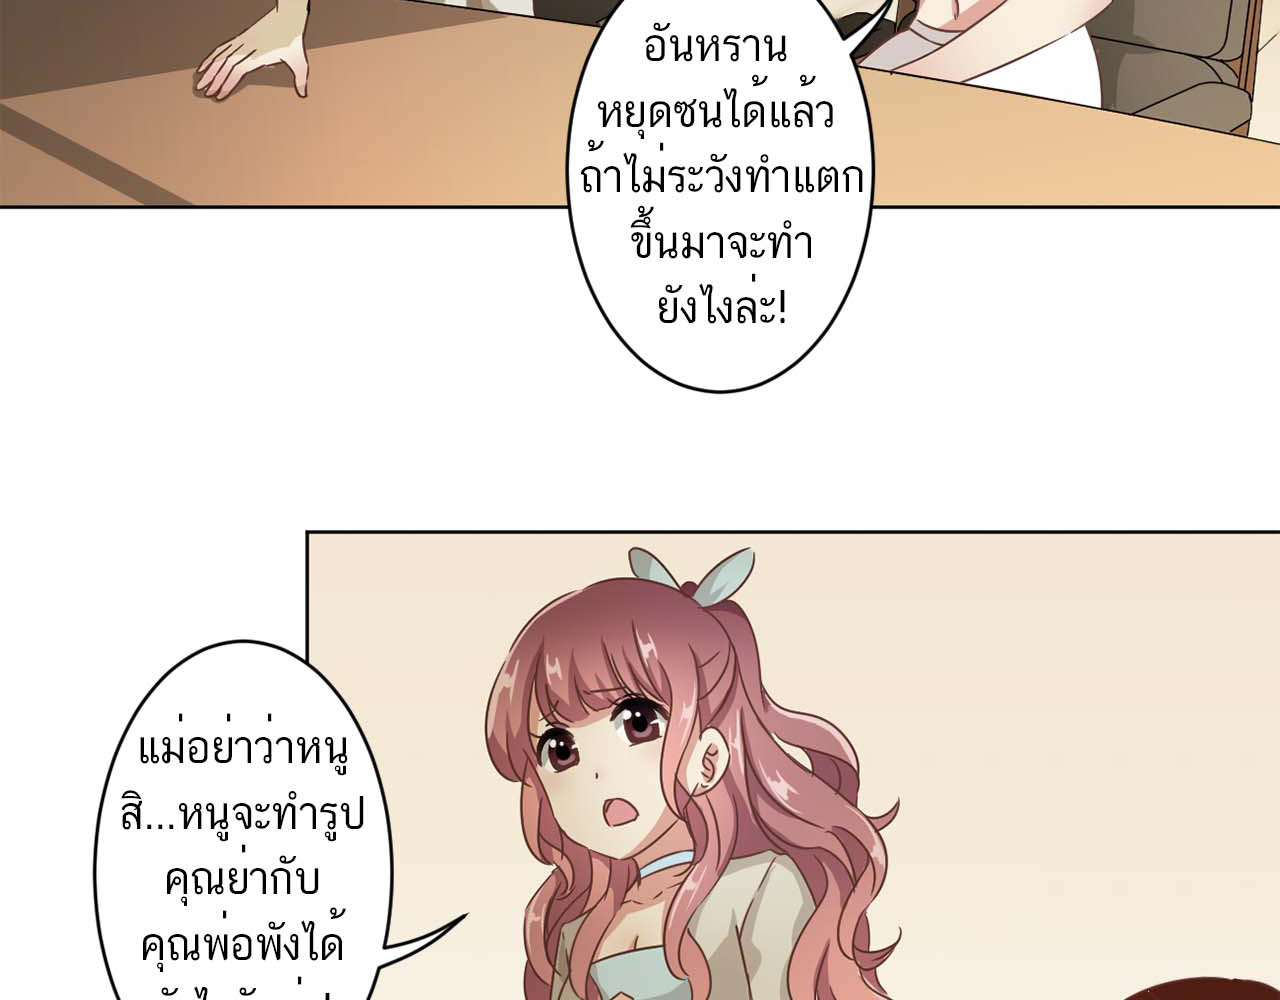 อันหราน
หยุดซนได้แล้ว
ถ้าไม่ระวังทำแตก
ขึ้นมาจะทำ
ยังไงล่ะ!
แม่อย่าว่าหนู
สิ...หนูจะทำรูป
คุณย่ากับ
คุณพ่อพังได้